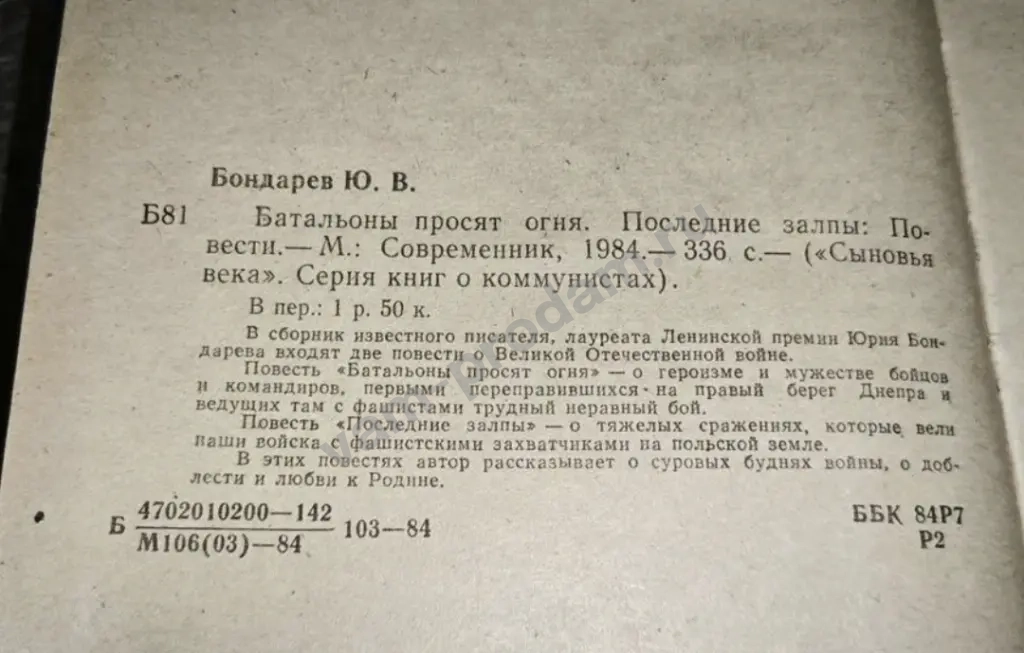 Бондарев Ю. В.
Б81 Батальоны просят огня. Последние залпы: По-
вести.— М.: Современник, 1984.— 336 с.— («Сыновья
века». Серия книг о коммунистах).
В пер.: 1 р. 50 к.
В сборник известного писателя, лауреата Ленинской премии Юрия Бон-
дарева входят две повести о Великой Отечественной войне.
Повесть «Батальоны просят огня» — о героизме и мужестве бойцов
и командиров, первыми переправившихся на правый берег Днепра и
ведущих там с фашистами трудный неравный бой.
Повесть «Последние залпы» — о тяжелых сражениях, которые вели
наши войска с фашистскими захватчиками на польской земле.
В этих повестях автор рассказывает о суровых буднях войны, о доб-
лести и любви к Родине.
Б 4702010200—142 103—84
М106(03)—84
ББК 84Р7
Р2